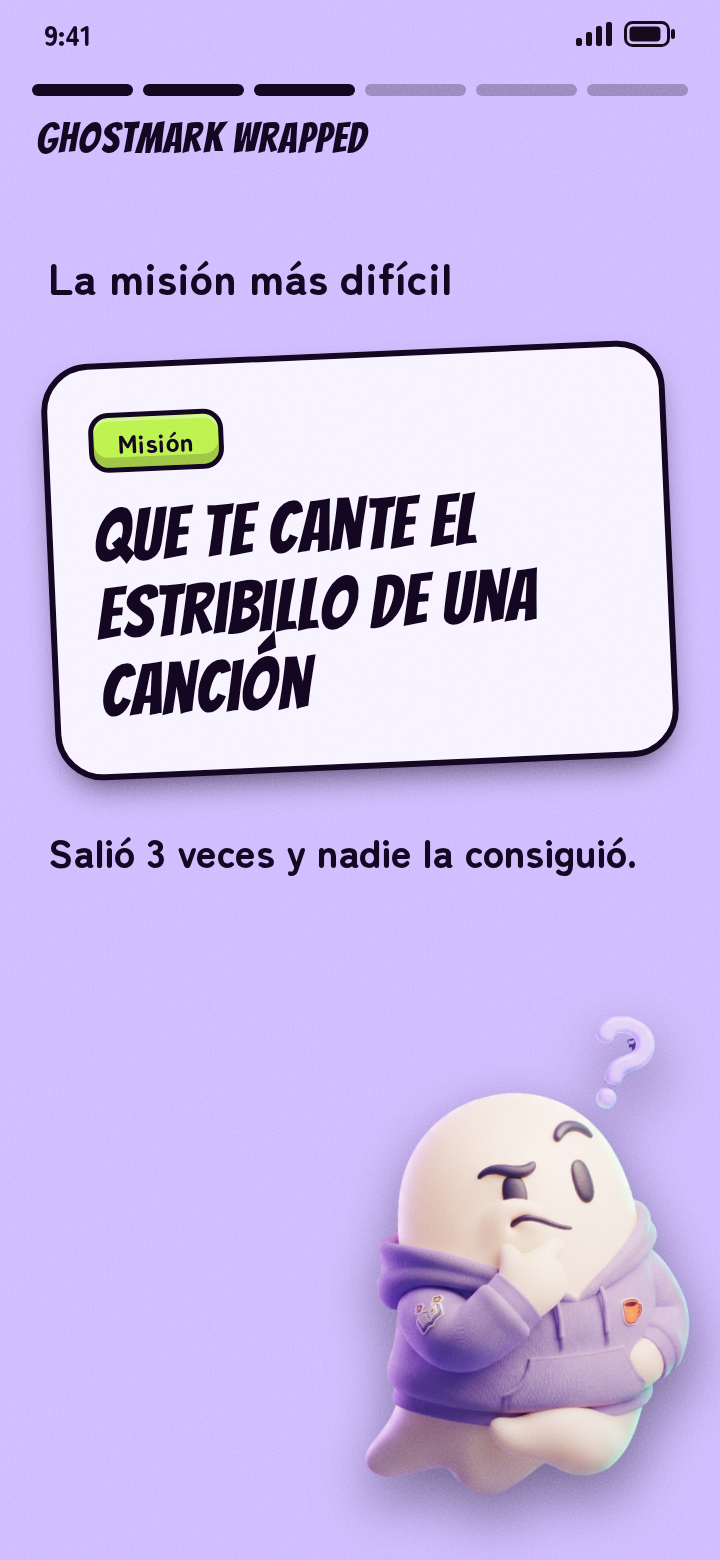 9:41
GHOSTMARK WRAPPED
La misión más difícil
Misión
QUE TE CANTE EL
ESTRIBILLO DE UNA
CANCIÓN
Salió 3 veces y nadie la consiguió.
?